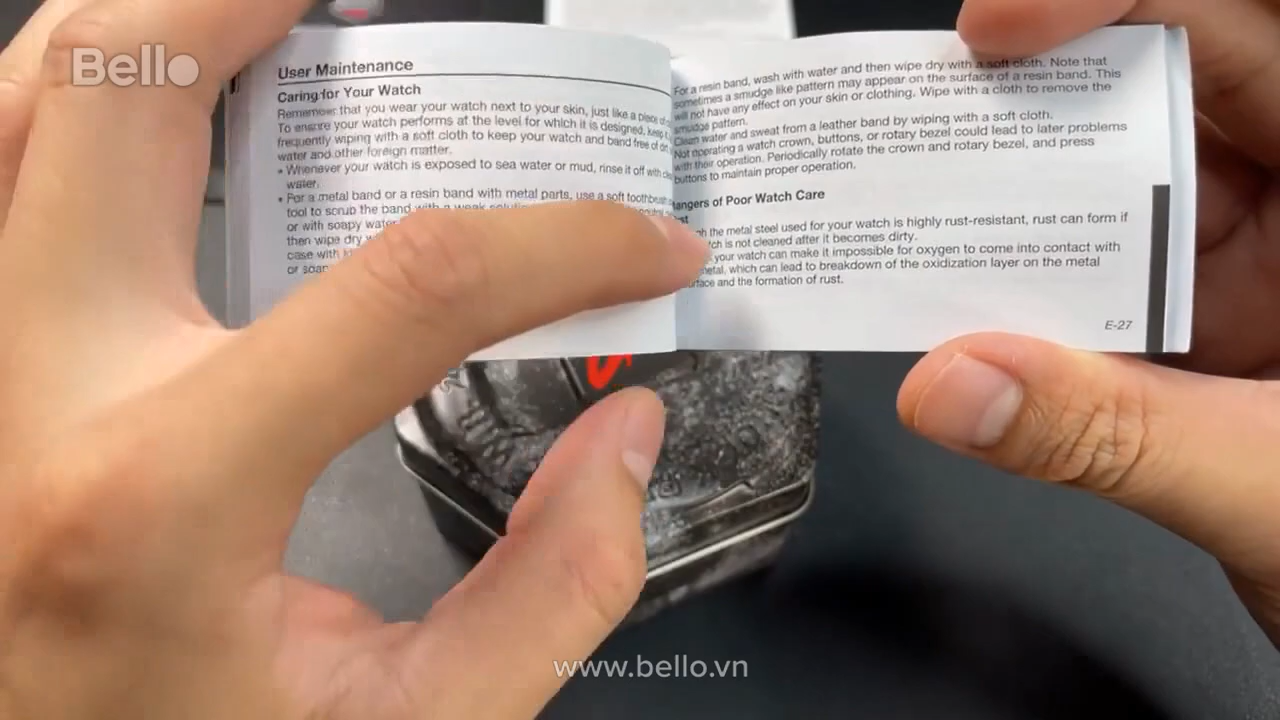 Bello
User Maintenance
Caring for Your Watch
Remember that you wear your watch next to your skin, just like a piece of
To ensure your watch performs at the level for which it is designed, keep it
frequently wiping with a soft cloth to keep your watch and band free of
water and other foreign matter.
• Whenever your watch is exposed to sea water or mud, rinse it off with
water.
• For a metal band or a resin band with metal parts, use a soft toothbrush
tool to scrub the band with a weak
or with soapy water
then wipe dry
case with
or
For a resin band, wash with water and then wipe dry with a soft cloth. Note that
sometimes a smudge like pattern may appear on the surface of a resin band. This
will not have any effect on your skin or clothing. Wipe with a cloth to remove the
smudge pattern.
Clean water and sweat from a leather band by wiping with a soft cloth.
Not operating a watch crown, buttons, or rotary bezel could lead to later problems
with their operation. Periodically rotate the crown and rotary bezel, and press
buttons to maintain proper operation.
angers of Poor Watch Care
the metal steel used for your watch is highly rust-resistant, rust can form if
tch is not cleaned after it becomes dirty.
your watch can make it impossible for oxygen to come into contact with
metal, which can lead to breakdown of the oxidization layer on the metal
surface and the formation of rust.
E-27
www.bello.vn